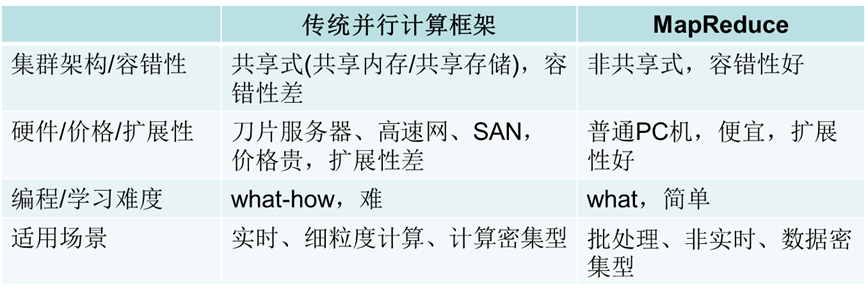 传统并行计算框架
MapReduce
集群架构/容错性
共享式(共享内存/共享存储)，容
错性差
非共享式，容错性好
硬件/价格/扩展性
刀片服务器、高速网、SAN，
价格贵，扩展性差
普通PC机，便宜，扩展
性好
编程/学习难度
what-how，难
what，简单
适用场景
实时、细粒度计算、计算密集型
批处理、非实时、数据密
集型